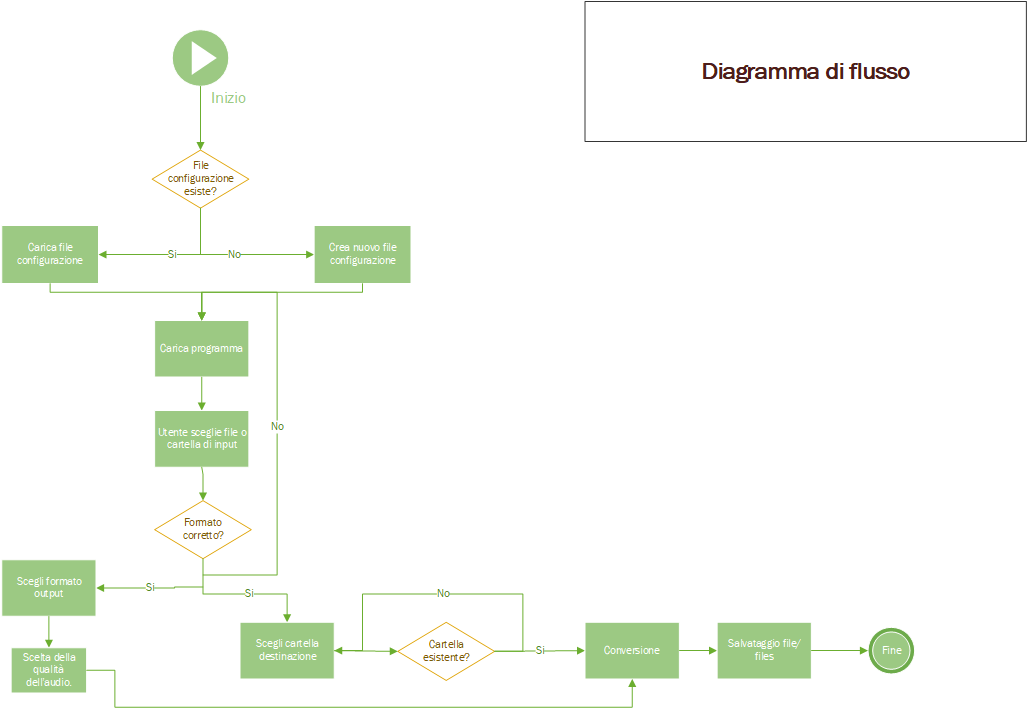 Diagramma di flusso
Inizio
File
configurazione
esiste?
Carica file
configurazione
Si
No
Crea nuovo file
configurazione
Carica programma
Utente sceglie file o
cartella di input
No
Formato
corretto?
Scegli formato
output
Si
Si
No
Scegli cartella
destinazione
Cartella
esistente?
Si
Conversione
Salvataggio file/
files
Fine
Scelta della
qualità
dell'audio.